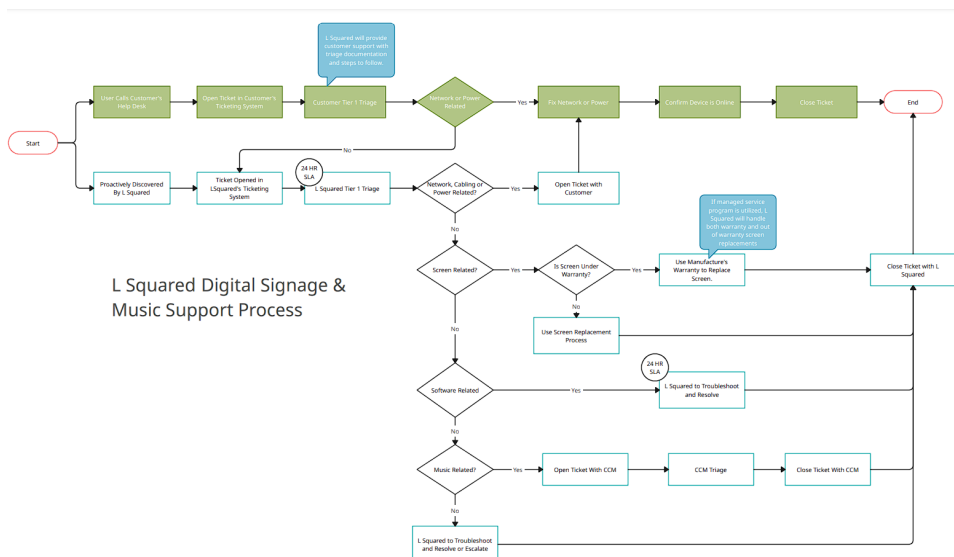 L Squared will provide
customer support with
triage documentation
and steps to follow.
User Calls Customer's
Help Desk
Open Ticket in Customer's
Ticketing System
Customer Tier 1 Triage
Network or Power
Related
Yes
Fix Network or Power
Confirm Device is Online
Close Ticket
End
Start
No
Proactively Discovered
By L Squared
Ticket Opened in
LSquared's Ticketing
System
24 HR
SLA
L Squared Tier 1 Triage
Network, Cabling or
Power Related?
Yes
Open Ticket with
Customer
If managed service
program is utilized, L
Squared will handle
both warranty and out
of warranty screen
replacements
No
Screen Related?
Yes
Is Screen Under
Warranty?
Yes
Use Manufacture's
Warranty to Replace
Screen.
Close Ticket with L
Squared
L Squared Digital Signage &
Music Support Process
No
Use Screen Replacement
Process
No
24 HR
SLA
Software Related
Yes
L Squared to Troubleshoot
and Resolve
No
Music Related?
Yes
Open Ticket With CCM
CCM Triage
Close Ticket With CCM
No
L Squared to Troubleshoot
and Resolve or Escalate